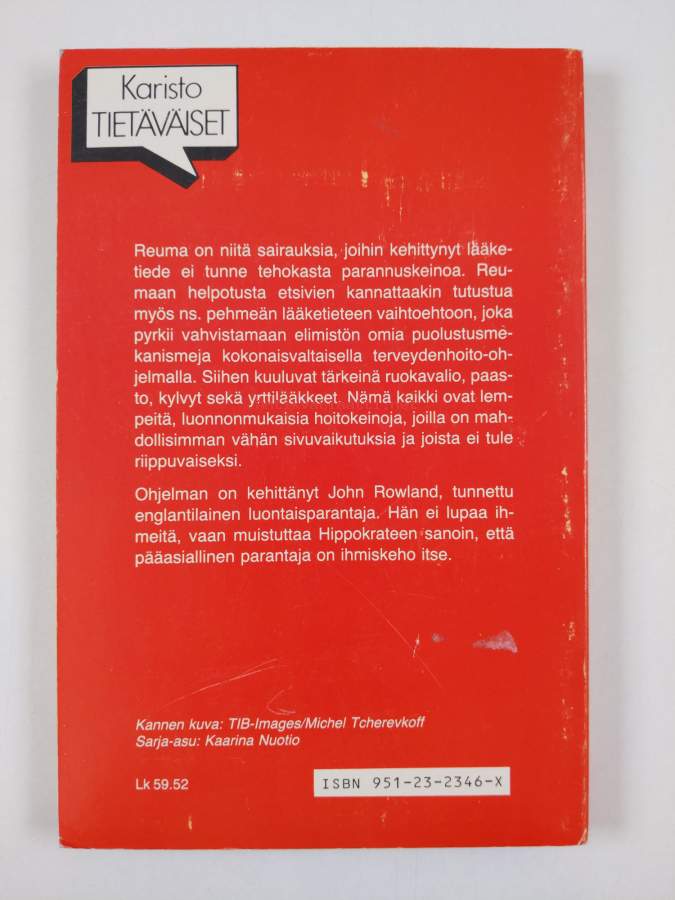 Karisto
TIETÄVÄISET
Reuma on niitä sairauksia, joihin kehittynyt lääke-
tiede ei tunne tehokasta parannuskeinoa. Reu-
maan helpotusta etsivien kannattaakin tutustua
myös ns. pehmeän lääketieteen vaihtoehtoon, joka
pyrkii vahvistamaan elimistön omia puolustusme-
kanismeja kokonaisvaltaisella terveydenhoito-oh-
jelmalla. Siihen kuuluvat tärkeinä ruokavalio, paas-
to, kylvyt sekä yrttilääkkeet. Nämä kaikki ovat lem-
peitä, luonnonmukaisia hoitokeinoja, joilla on mah-
dollisimman vähän sivuvaikutuksia ja joista ei tule
riippuvaiseksi.
Ohjelman on kehittänyt John Rowland, tunnettu
englantilainen luontaisparantaja. Hän ei lupaa ih-
meitä, vaan muistuttaa Hippokrateen sanoin, että
pääasiallinen parantaja on ihmiskeho itse.
Kannen kuva: TIB-Images/Michel Tcherevkoff
Sarja-asu: Kaarina Nuotio
Lk 59.52
ISBN 951-23-2346-X